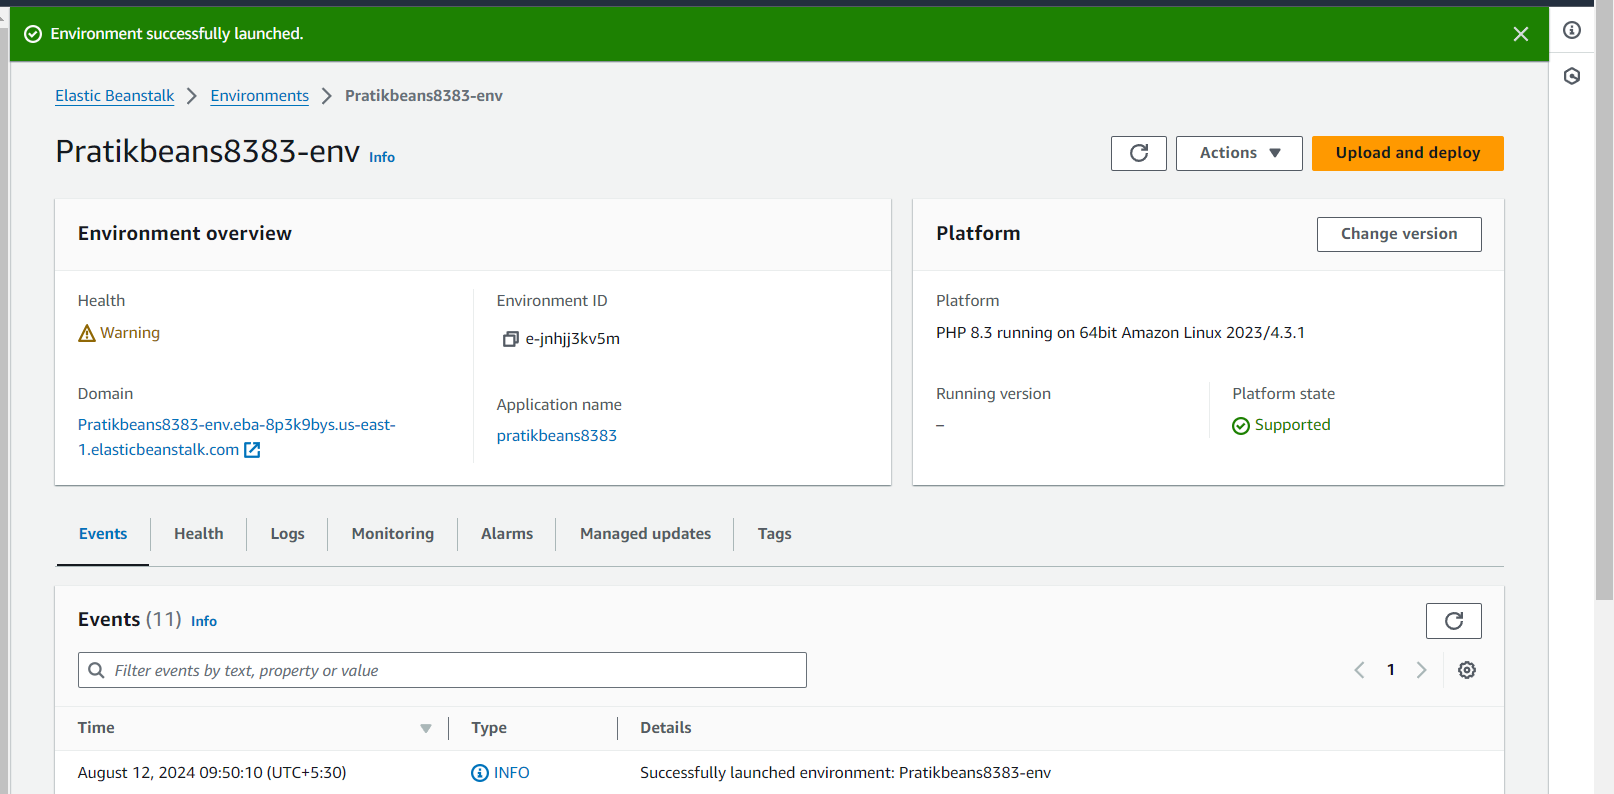 Environment successfully launched.
Elastic Beanstalk > Environments > Pratikbeans8383-env
Pratikbeans8383-env Info
Actions
Upload and deploy
Environment overview
Health
Warning
Domain
Pratikbeans8383-env.eba-8p3k9bys.us-east-
1.elasticbeanstalk.com
Environment ID
e-jnhjj3kv5m
Application name
pratikbeans8383
Platform
Change version
Platform
PHP 8.3 running on 64bit Amazon Linux 2023/4.3.1
Running version
–
Platform state
Supported
Events Health Logs Monitoring Alarms Managed updates Tags
Events (11) Info
Filter events by text, property or value
1
Time Type Details
August 12, 2024 09:50:10 (UTC+5:30) INFO Successfully launched environment: Pratikbeans8383-env